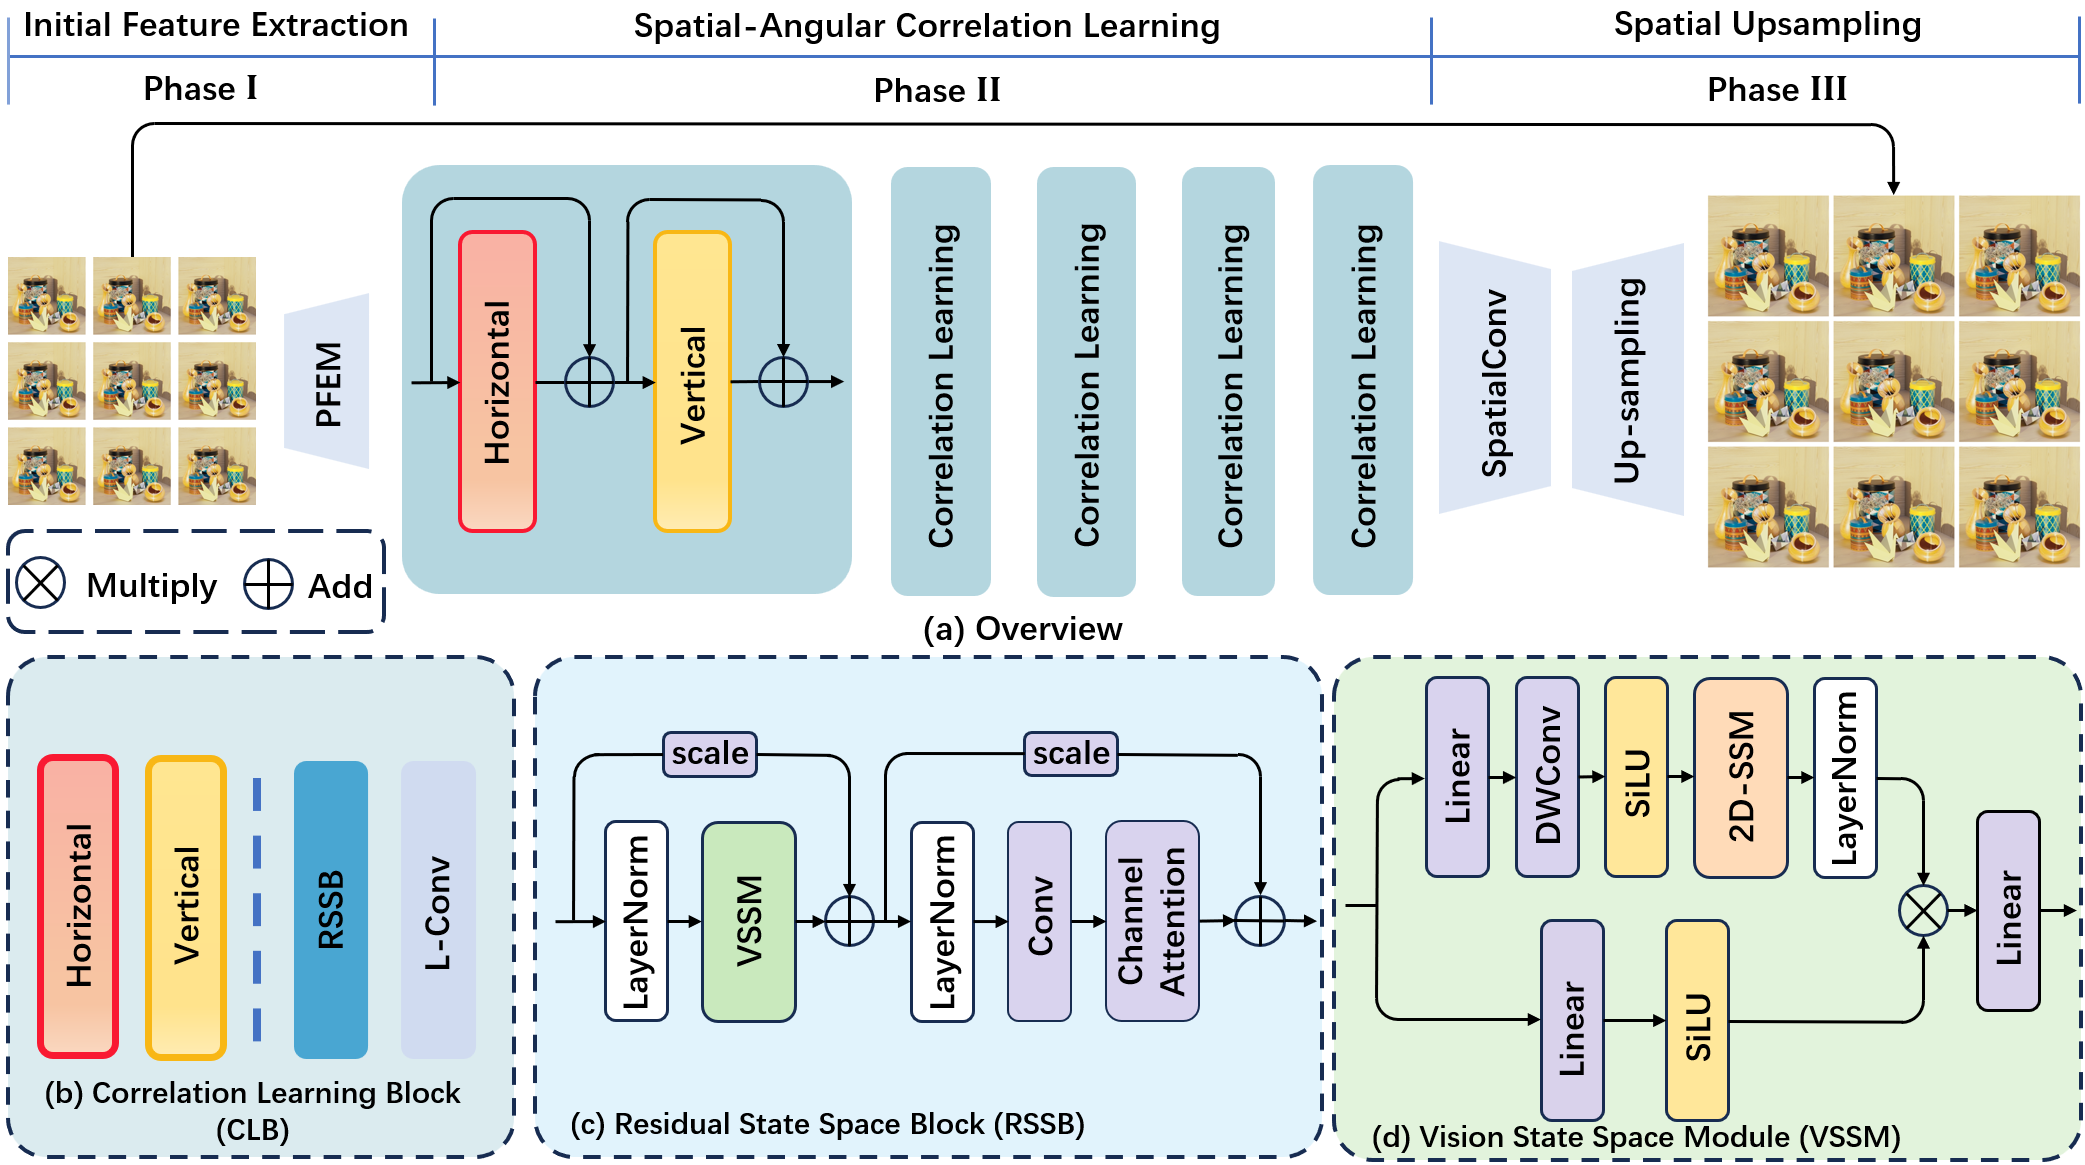 Initial Feature Extraction
Spatial-Angular Correlation Learning
Spatial Upsampling
Phase I
Phase II
Phase III
PFEM
Horizontal
Vertical
Correlation Learning
Correlation Learning
Correlation Learning
Correlation Learning
SpatialConv
Up-sampling
Multiply
Add
(a) Overview
Horizontal
Vertical
RSSB
L-Conv
(b) Correlation Learning Block
(CLB)
scale
scale
LayerNorm
VSSM
LayerNorm
Conv
Channel
Attention
(c) Residual State Space Block (RSSB)
Linear
DWConv
SiLU
2D-SSM
LayerNorm
Linear
SiLU
Linear
(d) Vision State Space Module (VSSM)